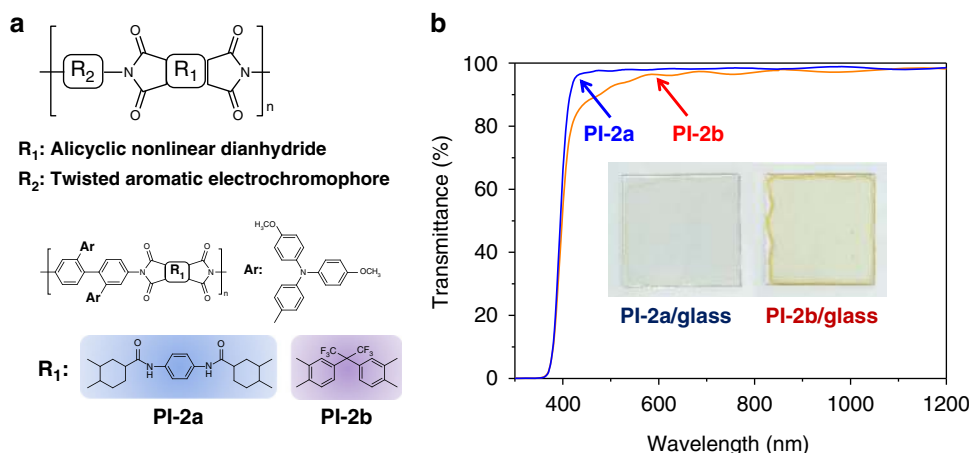 a
O O
R2 N R1 N
O O n
R1: Alicyclic nonlinear dianhydride
R2: Twisted aromatic electrochromophore
Ar
O O
N R1 N
Ar O O n
Ar:
H3CO
N OCH3
R1:
O O
N H N H
PI-2a
F3C CF3
PI-2b
b
Transmittance (%)
100
80
60
40
20
0
PI-2a
PI-2b
PI-2a/glass PI-2b/glass
400 600 800 1000 1200
Wavelength (nm)